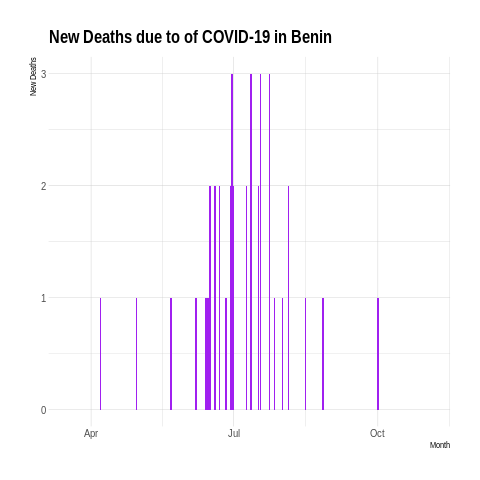 New Deaths due to of COVID-19 in Benin
New Deaths
3
2
1
0
Apr Jul Oct
Month